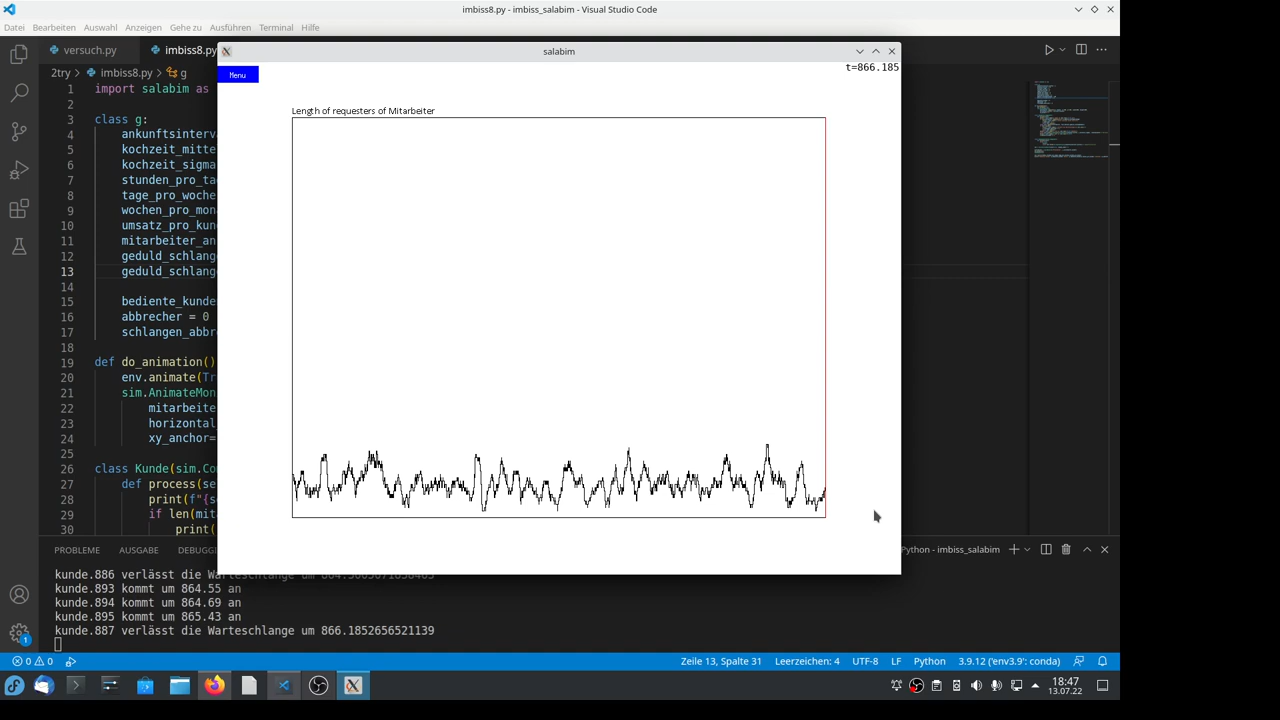 imbiss8.py - imbiss_salabim - Visual Studio Code
Datei Bearbeiten Auswahl Anzeigen Gehe zu Ausführen Terminal Hilfe
versuch.py imbiss8.py
2try > imbiss8.py > g
salabim
Menu
t=866.185
Length of requesters of Mitarbeiter
1 import salabim as
2
3 class g:
4 ankunftsinterv
5 kochzeit_mitte
6 kochzeit_sigma
7 stunden_pro_ta
8 tage_pro_woche
9 wochen_pro_mon
10 umsatz_pro_kun
11 mitarbeiter_an
12 geduld_schlang
13 geduld_schlang
14
15 bediente_kunde
16 abbrecher = 0
17 schlangen_abbr
18
19 def do_animation()
20 env.animate(Tr
21 sim.AnimateMon
22 mitarbeite
23 horizontal
24 xy_anchor=
25
26 class Kunde(sim.Co
27 def process(se
28 print(f"{se
29 if len(mit
30 print(
PROBLEME AUSGABE DEBUGGI
Python - imbiss_salabim
kunde.893 kommt um 864.55 an
kunde.894 kommt um 864.69 an
kunde.895 kommt um 865.43 an
kunde.887 verlässt die Warteschlange um 866.1852656521139
0 0
Zeile 13, Spalte 31 Leerzeichen: 4 UTF-8 LF Python 3.9.12 ('env3.9': conda)
1
18:47
13.07.22